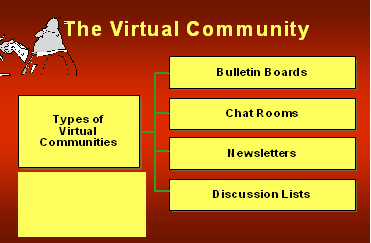 The Virtual Community
Types of
Virtual
Communities
Bulletin Boards
Chat Rooms
Newsletters
Discussion Lists